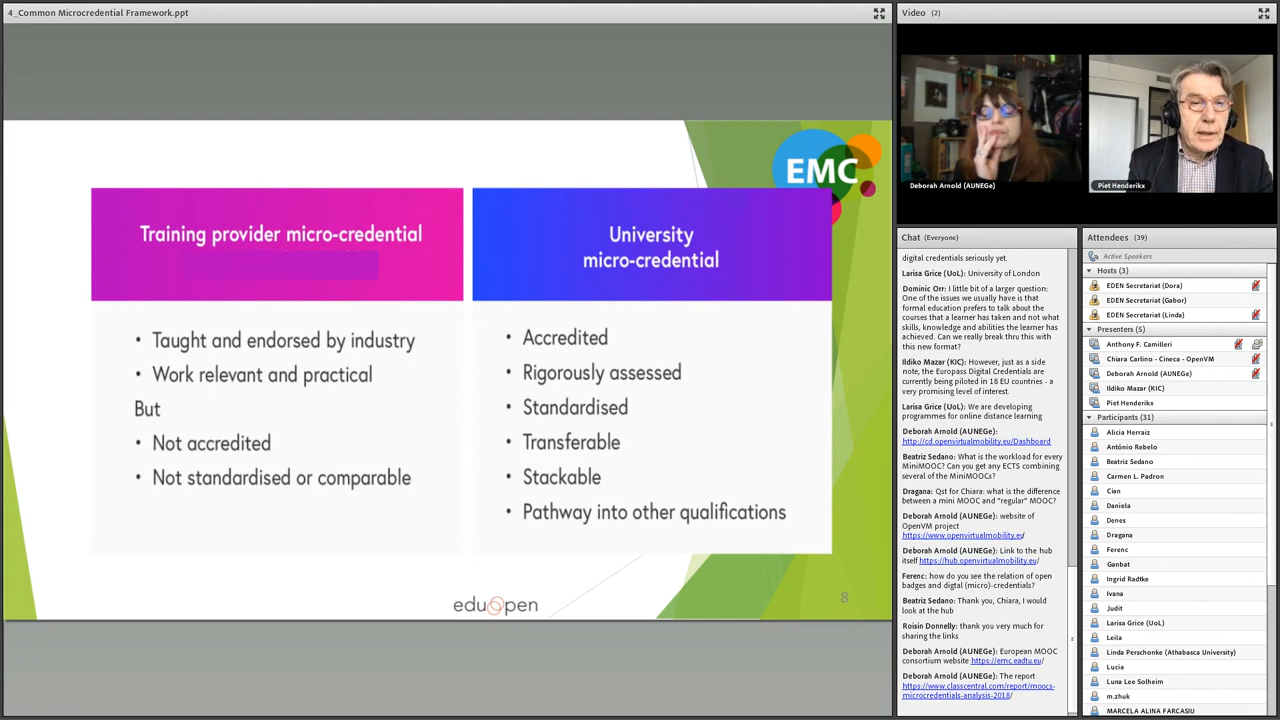 4_Common Microcredential Framework.ppt
EMC
Training provider micro-credential
• Taught and endorsed by industry
• Work relevant and practical
But
• Not accredited
• Not standardised or comparable
University
micro-credential
• Accredited
• Rigorously assessed
• Standardised
• Transferable
• Stackable
• Pathway into other qualifications
eduopen
8
Video (2)
Deborah Arnold (AUNEGe)
Piet Henderikx
Chat (Everyone)
digital credentials seriously yet.
Larisa Grice (UoL): University of London
Dominic Orr: I little bit of a larger question:
One of the issues we usually have is that
formal education prefers to talk about the
courses that a learner has taken and not what
skills, knowledge and abilities the learner has
achieved. Can we really break thru this with
this new format?
Ildiko Mazar (KIC): However, just as a side
note, the Europass Digital Credentials are
currently being piloted in 18 EU countries - a
very promising level of interest.
Larisa Grice (UoL): We are developing
programmes for online distance learning
Deborah Arnold (AUNEGe):
http://cd.openvirtualmobility.eu/Dashboard
Beatriz Sedano: What is the workload for every
MiniMOOC? Can you get any ECTS combining
several of the MiniMOOCs?
Dragana: Qst for Chiara: what is the difference
between a mini MOOC and "regular" MOOC?
Deborah Arnold (AUNEGe): website of
OpenVM project
https://www.openvirtualmobility.eu/
Deborah Arnold (AUNEGe): Link to the hub
itself https://hub.openvirtualmobility.eu/
Ferenc: how do you see the relation of open
badges and digtal (micro)-credentials?
Beatriz Sedano: Thank you, Chiara, I would
look at the hub
Roisin Donnelly: thank you very much for
sharing the links
Deborah Arnold (AUNEGe): European MOOC
consortium website https://emc.eadtu.eu/
Deborah Arnold (AUNEGe): The report
https://www.classcentral.com/report/moocs-
microcredentials-analysis-2018/
Attendees (39)
Active Speakers
Hosts (3)
EDEN Secretariat (Dora)
EDEN Secretariat (Gabor)
EDEN Secretariat (Linda)
Presenters (5)
Anthony F. Camilleri
Chiara Carlino - Cineca - OpenVM
Deborah Arnold (AUNEGe)
Ildiko Mazar (KIC)
Piet Henderikx
Participants (31)
Alicia Herraiz
António Rebelo
Beatriz Sedano
Carmen L. Padron
Cian
Daniela
Denes
Dragana
Ferenc
Ganbat
Ingrid Radtke
Ivana
Judit
Larisa Grice (UoL)
Leila
Linda Perschonke (Athabasca University)
Lucia
Luna Lee Solheim
m.zhuk
MARCELA ALINA FARCASIU